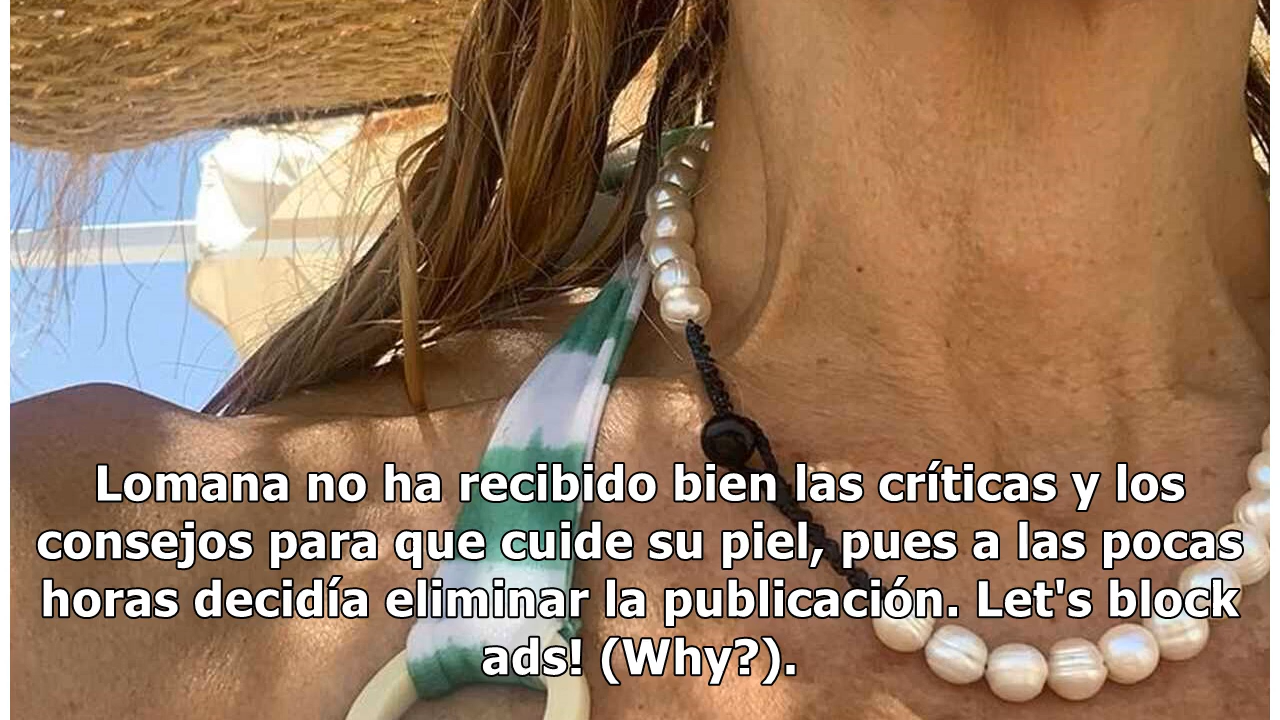 Lomana no ha recibido bien las críticas y los
consejos para que cuide su piel, pues a las pocas
horas decidía eliminar la publicación. Let's block
ads! (Why?).